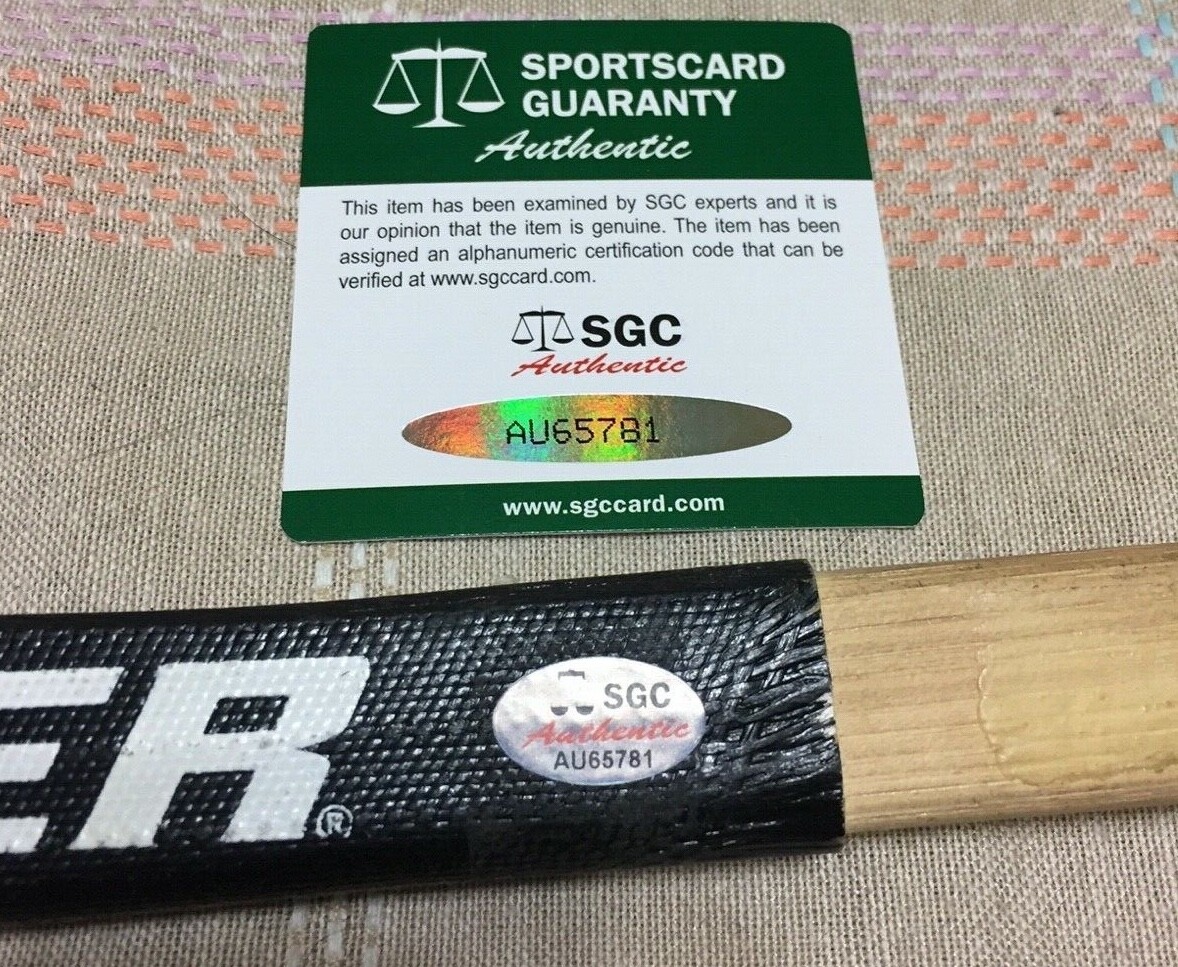 SPORTSCARD
GUARANTY
Authentic
This item has been examined by SGC experts and it is
our opinion that the item is genuine. The item has been
assigned an alphanumeric certification code that can be
verified at www.sgccard.com.
SGC
Authentic
AU65781
www.sgccard.com
ER®
SGC
Authentic
AU65781